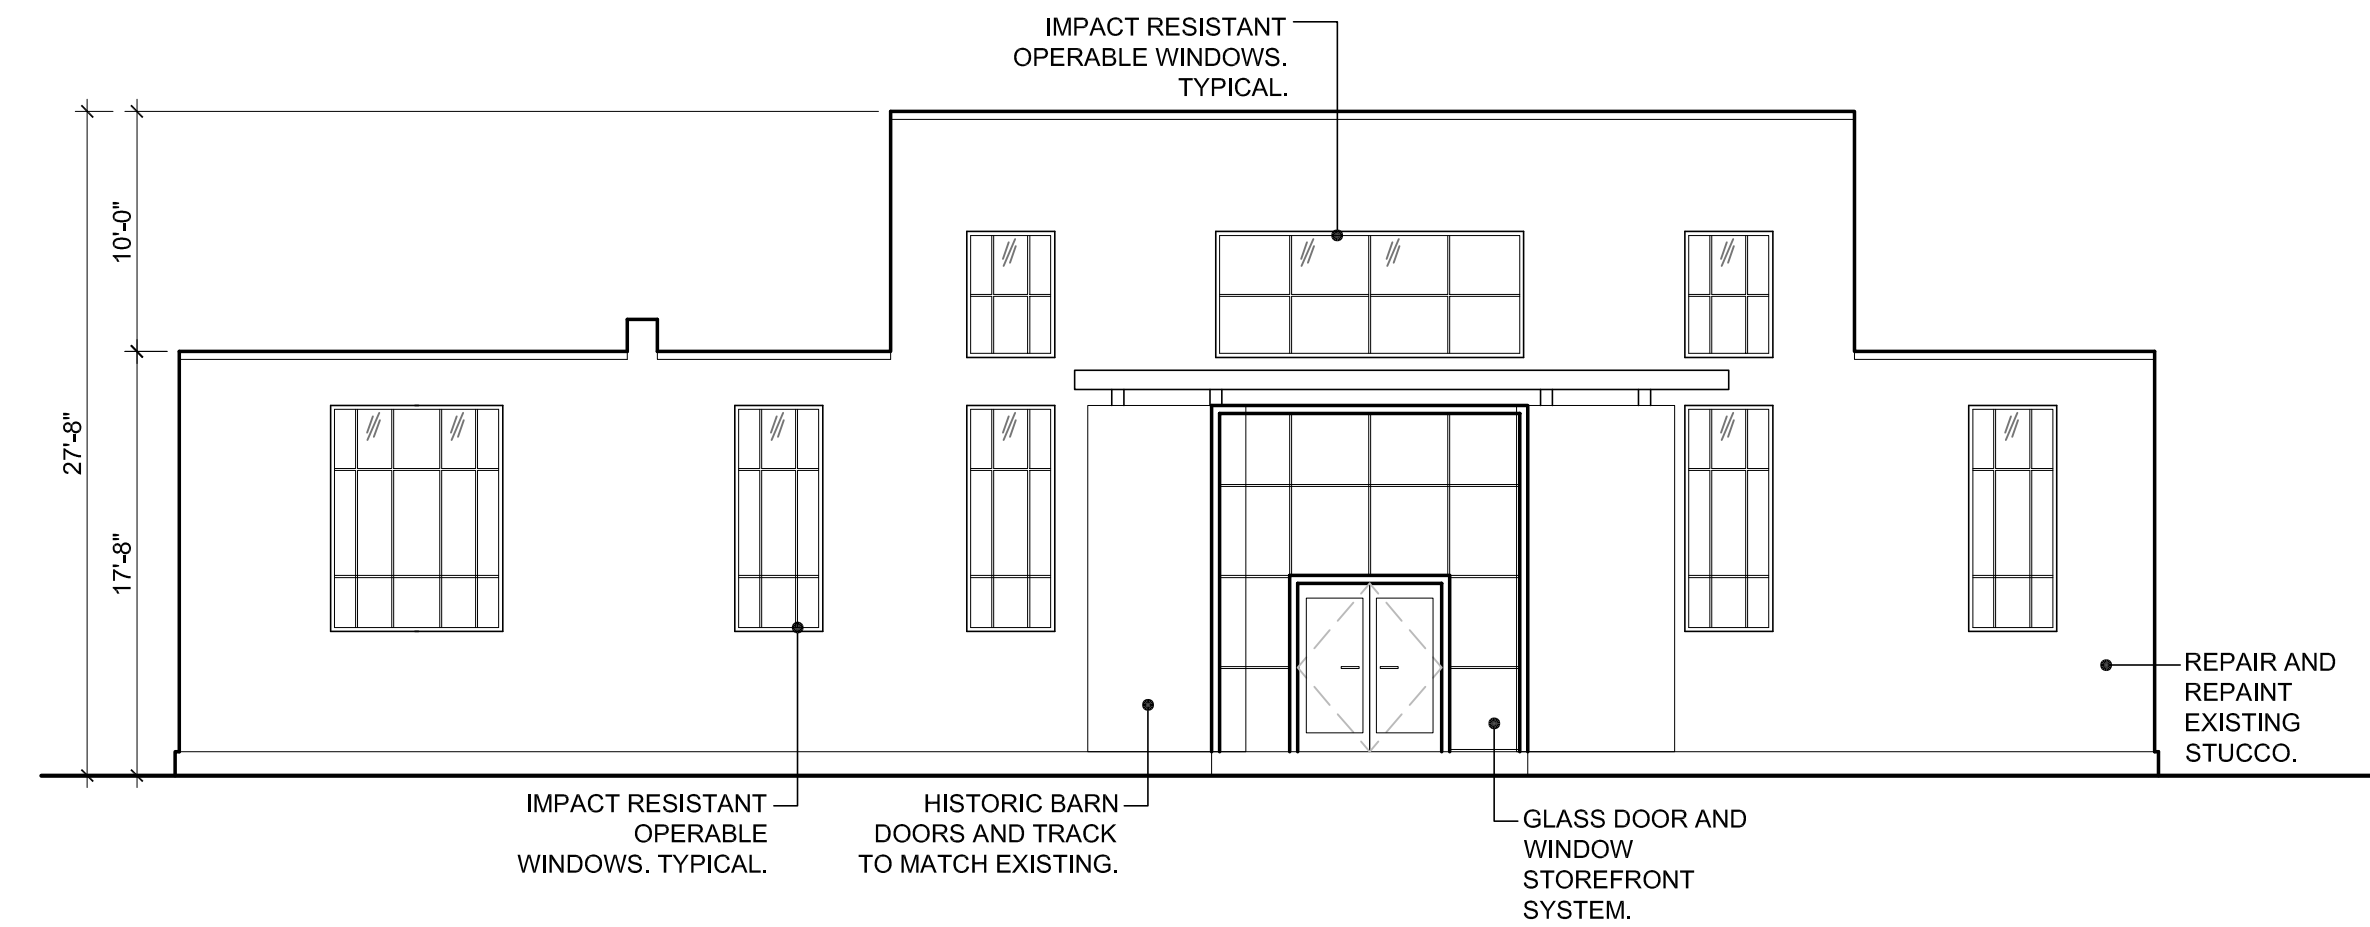 IMPACT RESISTANT
OPERABLE WINDOWS.
TYPICAL.
10'-0"
27'-8"
17'-8"
REPAIR AND
REPAINT
EXISTING
STUCCO.
IMPACT RESISTANT
OPERABLE
WINDOWS. TYPICAL.
HISTORIC BARN
DOORS AND TRACK
TO MATCH EXISTING.
GLASS DOOR AND
WINDOW
STOREFRONT
SYSTEM.